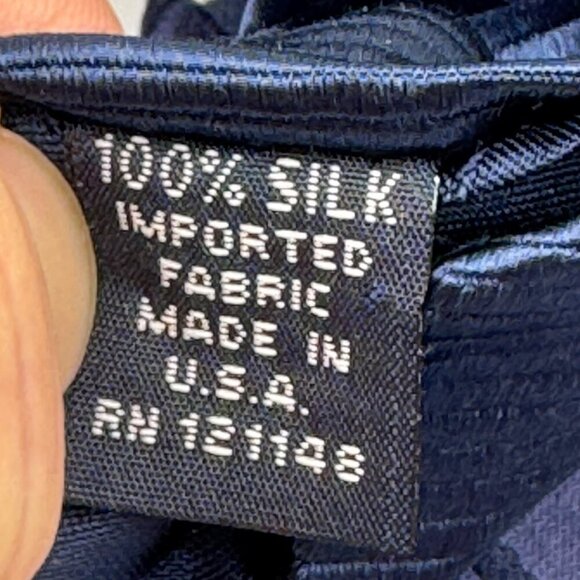 100% SILK
IMPORTED
FABRIC
MADE IN
U.S.A.
RN 121148